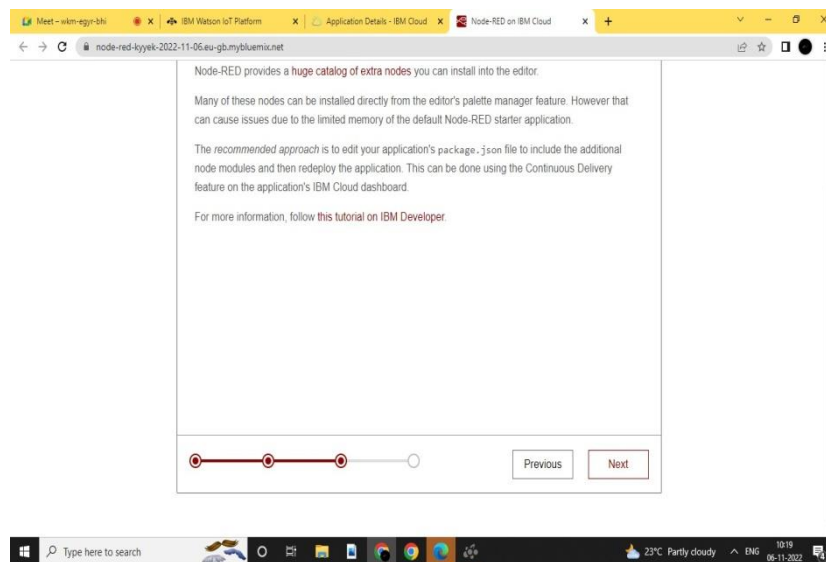 Meet – wkm-egyr-bhi
IBM Watson IoT Platform
Application Details - IBM Cloud
Node-RED on IBM Cloud
node-red-kyyek-2022-11-06.eu-gb.mybluemix.net
Node-RED provides a huge catalog of extra nodes you can install into the editor.
Many of these nodes can be installed directly from the editor's palette manager feature. However that
can cause issues due to the limited memory of the default Node-RED starter application.
The recommended approach is to edit your application's package.json file to include the additional
node modules and then redeploy the application. This can be done using the Continuous Delivery
feature on the application's IBM Cloud dashboard.
For more information, follow this tutorial on IBM Developer.
Previous
Next
Type here to search
23°C Partly cloudy
ENG
10:19
06-11-2022
4